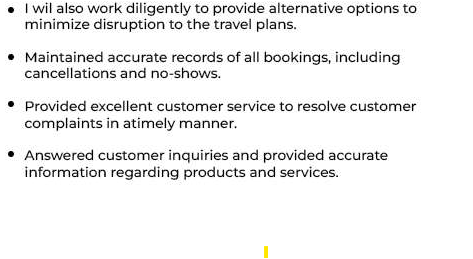 • I wil also work diligently to provide alternative options to
minimize disruption to the travel plans.
• Maintained accurate records of all bookings, including
cancellations and no-shows.
• Provided excellent customer service to resolve customer
complaints in atimely manner.
• Answered customer inquiries and provided accurate
information regarding products and services.